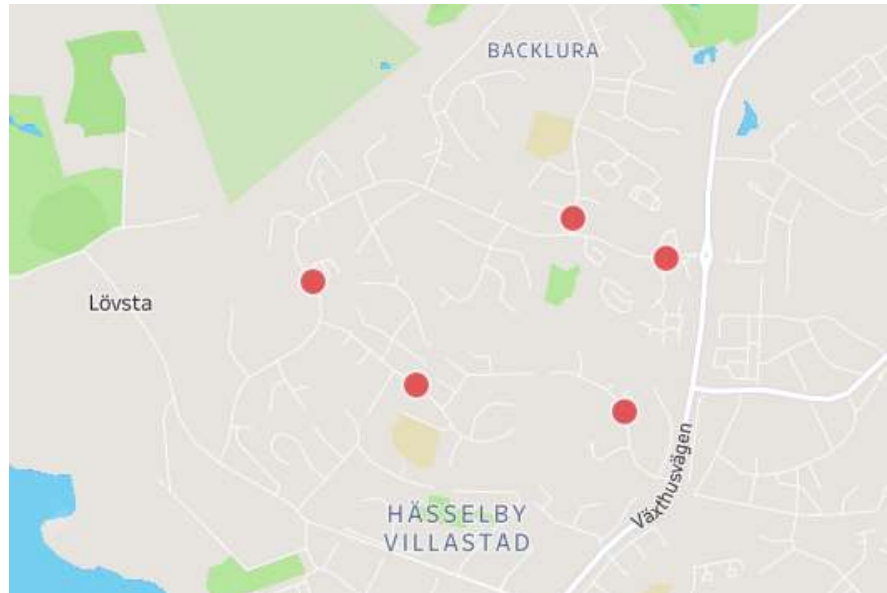 BACKLURA
Lövsta
Växthusvägen
HÄSSELBY
VILLASTAD